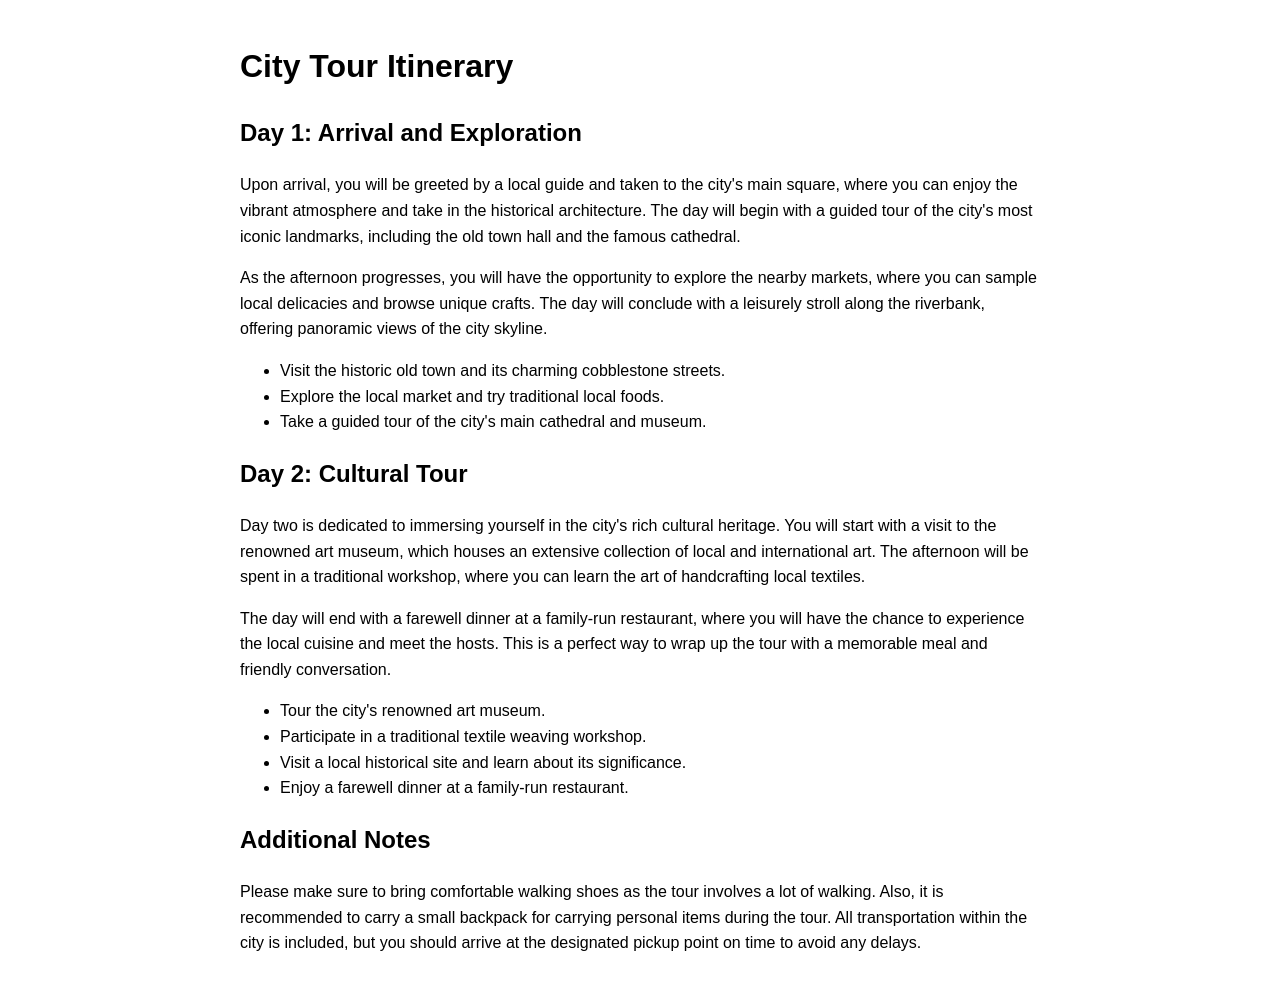 City Tour Itinerary
Day 1: Arrival and Exploration
Upon arrival, you will be greeted by a local guide and taken to the city's main square, where you can enjoy the
vibrant atmosphere and take in the historical architecture. The day will begin with a guided tour of the city's most
iconic landmarks, including the old town hall and the famous cathedral.
As the afternoon progresses, you will have the opportunity to explore the nearby markets, where you can sample
local delicacies and browse unique crafts. The day will conclude with a leisurely stroll along the riverbank,
offering panoramic views of the city skyline.
• Visit the historic old town and its charming cobblestone streets.
• Explore the local market and try traditional local foods.
• Take a guided tour of the city's main cathedral and museum.
Day 2: Cultural Tour
Day two is dedicated to immersing yourself in the city's rich cultural heritage. You will start with a visit to the
renowned art museum, which houses an extensive collection of local and international art. The afternoon will be
spent in a traditional workshop, where you can learn the art of handcrafting local textiles.
The day will end with a farewell dinner at a family-run restaurant, where you will have the chance to experience
the local cuisine and meet the hosts. This is a perfect way to wrap up the tour with a memorable meal and
friendly conversation.
• Tour the city's renowned art museum.
• Participate in a traditional textile weaving workshop.
• Visit a local historical site and learn about its significance.
• Enjoy a farewell dinner at a family-run restaurant.
Additional Notes
Please make sure to bring comfortable walking shoes as the tour involves a lot of walking. Also, it is
recommended to carry a small backpack for carrying personal items during the tour. All transportation within the
city is included, but you should arrive at the designated pickup point on time to avoid any delays.